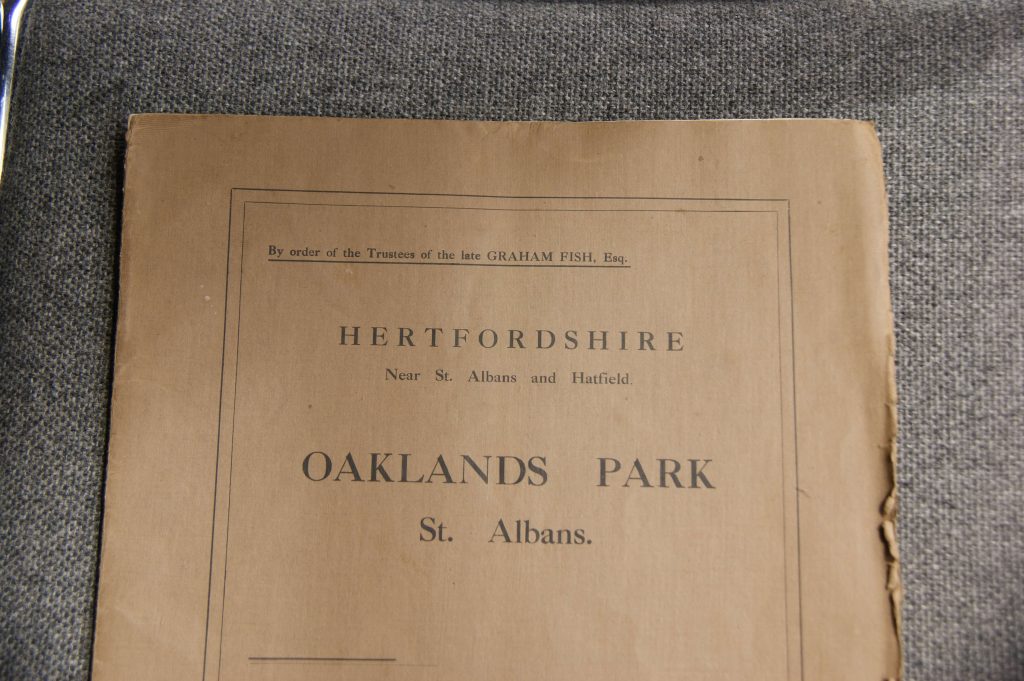 By order of the Trustees of the late GRAHAM FISH, Esq.
HERTFORDSHIRE
Near St. Albans and Hatfield.
OAKLANDS PARK
St. Albans.